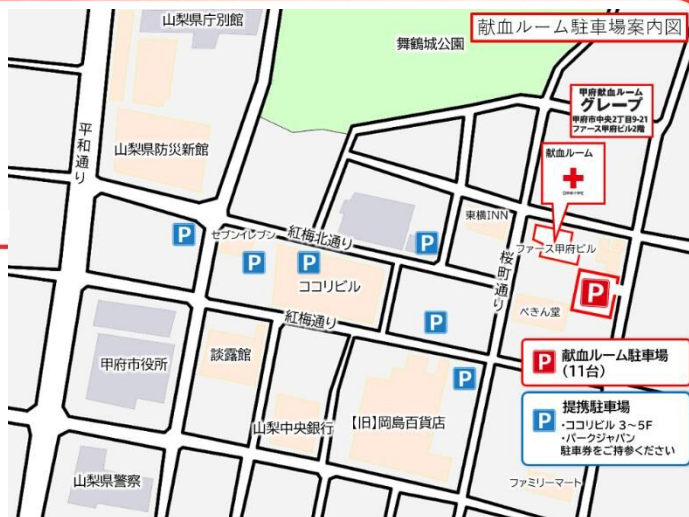 山梨県庁別館
舞鶴城公園
献血ルーム駐車場案内図
甲府献血ルーム
グレープ
甲府市中央2丁目9-21
ファース甲府ビル2階
平和通り
山梨県防災新館
献血ルーム
東横INN
セブンイレブン
紅梅北通り
ファース甲府ビル
P
P
P
P
ココリビル
桜町通り
P
べきん堂
紅梅通り
P
甲府市役所
談露館
P
山梨中央銀行
【旧】岡島百貨店
P 献血ルーム駐車場
(11台)
P 提携駐車場
・ココリビル 3~5F
・パークジャパン
駐車券をご持参ください
山梨県警察
ファミリーマート